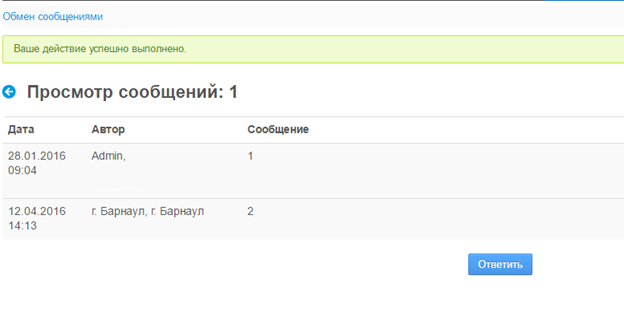 Обмен сообщениями
Ваше действие успешно выполнено.
Просмотр сообщений: 1
Дата Автор Сообщение
28.01.2016 Admin, 1
09:04
12.04.2016 г. Барнаул, г. Барнаул 2
14:13
Ответить